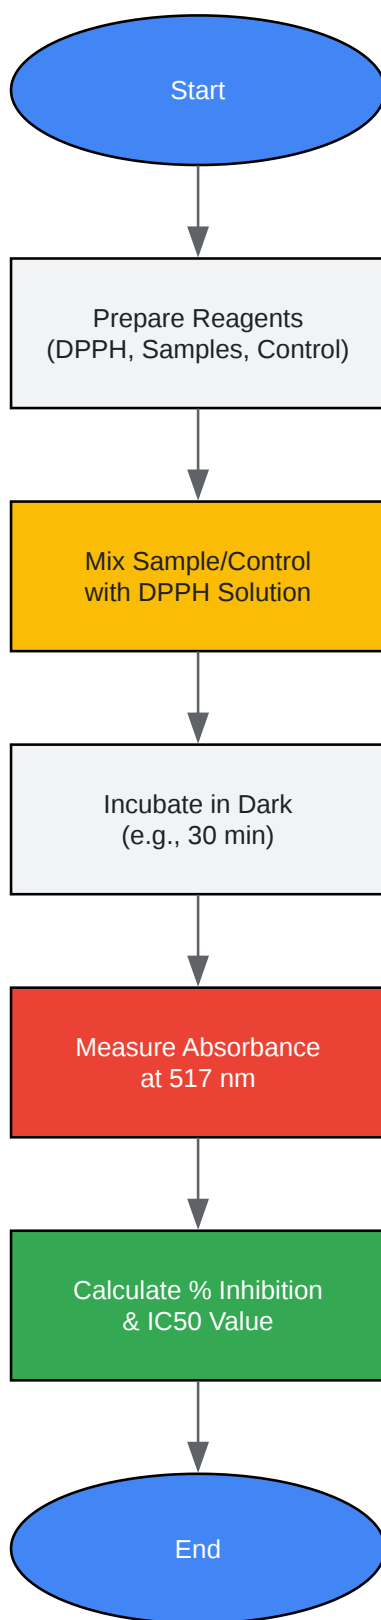 Start
Prepare Reagents
(DPPH, Samples, Control)
Mix Sample/Control
with DPPH Solution
Incubate in Dark
(e.g., 30 min)
Measure Absorbance
at 517 nm
Calculate % Inhibition
& IC50 Value
End